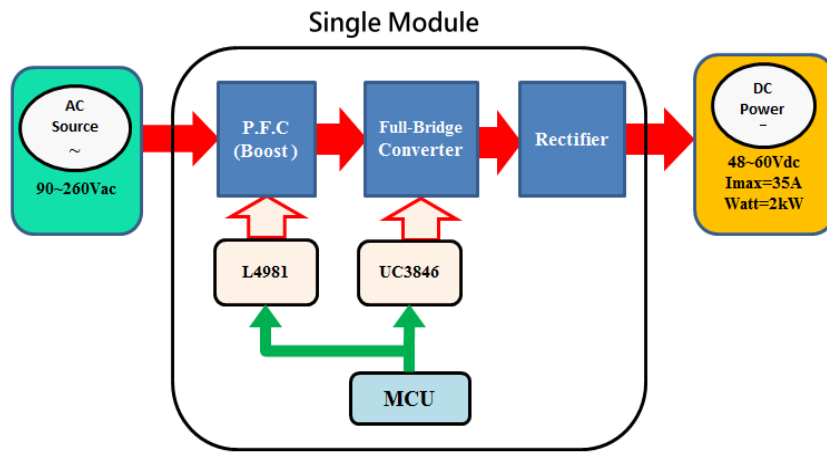 Single Module
AC
Source
~
90~260Vac
P.F.C
(Boost)
Full-Bridge
Converter
Rectifier
DC
Power
–
48~60Vdc
Imax=35A
Watt=2kW
L4981
UC3846
MCU